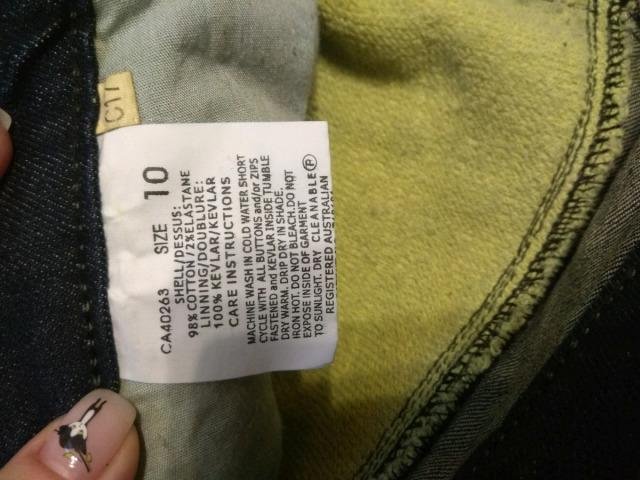 C17
CA40263 SIZE 10
SHELL/DESSUS:
98% COTTON/2%ELASTANE
LINNING/DOUBLURE:
100% KEVLAR/KEVLAR
CARE INSTRUCTIONS
MACHINE WASH IN COLD WATER SHORT
CYCLE WITH ALL BUTTONS and/or ZIPS
FASTENED and KEVLAR INSIDE TUMBLE
DRY WARM. DRIP DRY IN SHADE.
IRON HOT. DO NOT BLEACH. DO NOT
EXPOSE INSIDE OF GARMENT
TO SUNLIGHT. DRY CLEANABLE Ⓟ
REGISTERED AUSTRALIAN